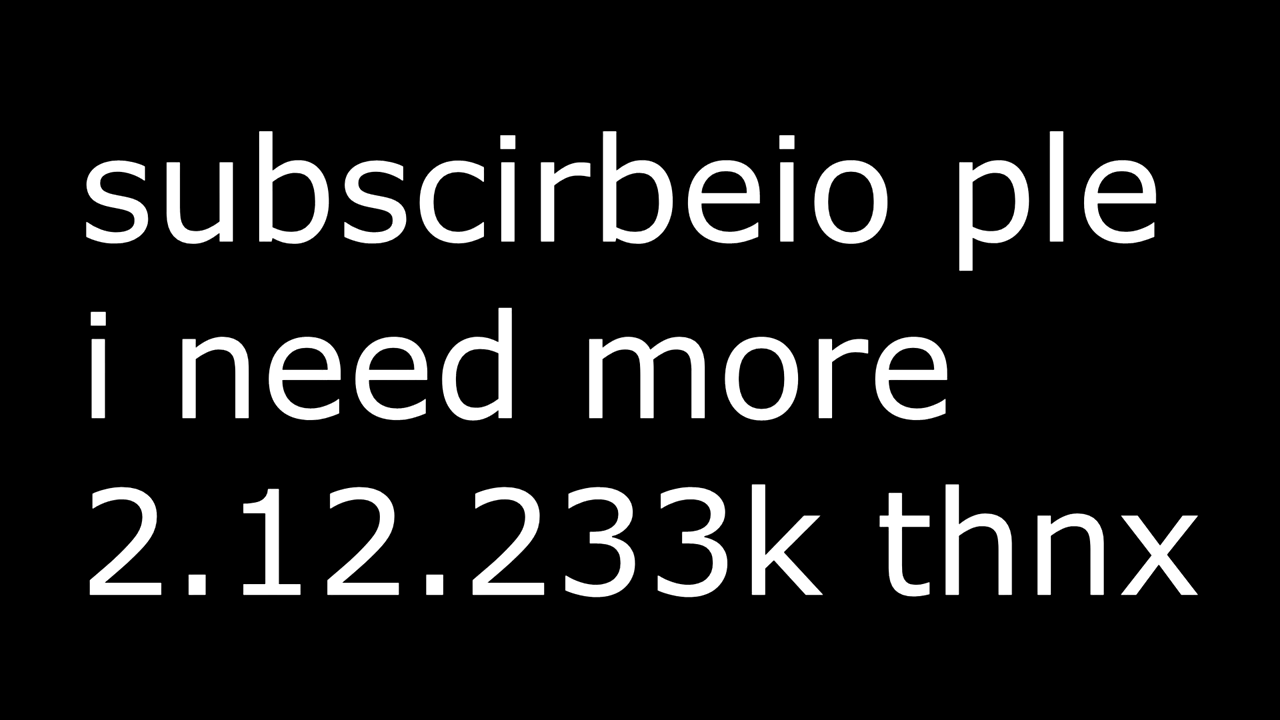 subscirbeio ple
i need more
2.12.233k thnx